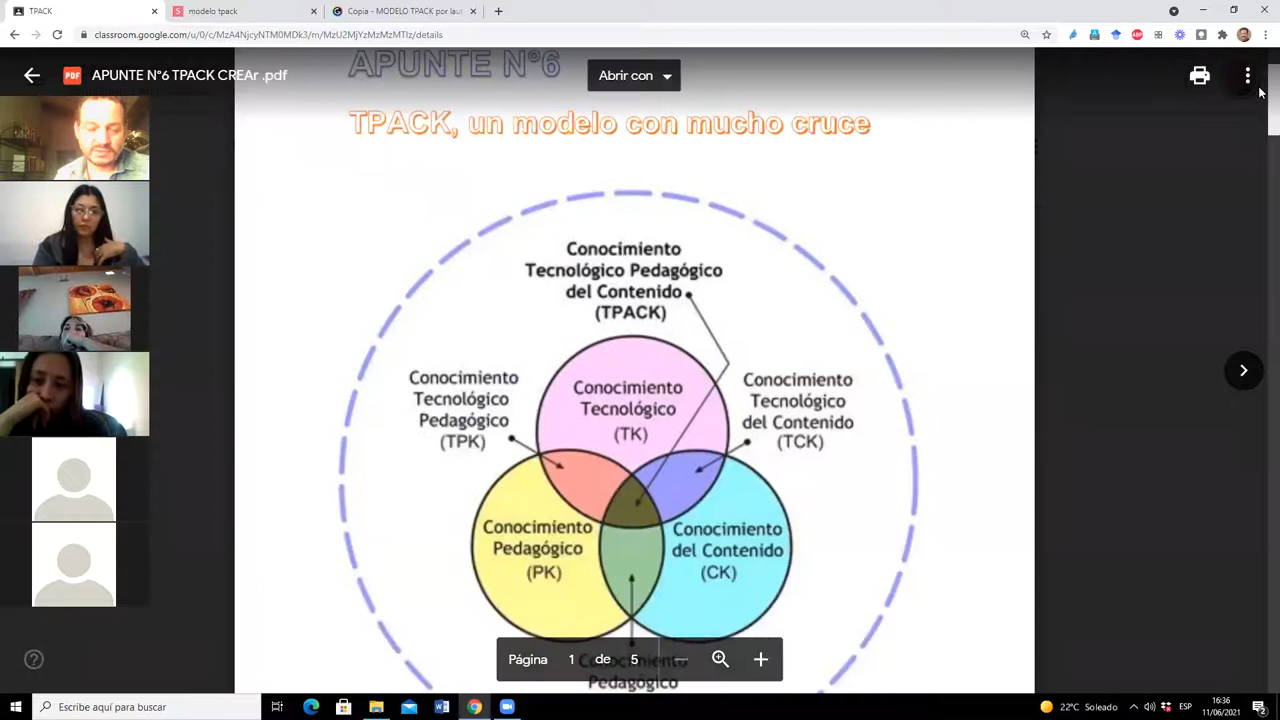 TPACK
modelo tpack
Copia - MODELO TPACK por laut
classroom.google.com/u/0/c/MzA4NjcyNTM0MDk3/m/MzU2MjYzMzMzMTIz/details
APUNTE N°6
PDF
APUNTE N°6 TPACK CREAr .pdf
Abrir con
TPACK, un modelo con mucho cruce
Conocimiento
Tecnológico Pedagógico
del Contenido
(TPACK)
Conocimiento
Tecnológico
Pedagógico
(TPK)
Conocimiento
Tecnológico
(TK)
Conocimiento
Tecnológico
del Contenido
(TCK)
Conocimiento
Pedagógico
(PK)
Conocimiento
del Contenido
(CK)
Conocimiento
Pedagógico
Página 1 de 5
Escribe aquí para buscar
22°C Soleado
ESP
16:36
11/06/2021